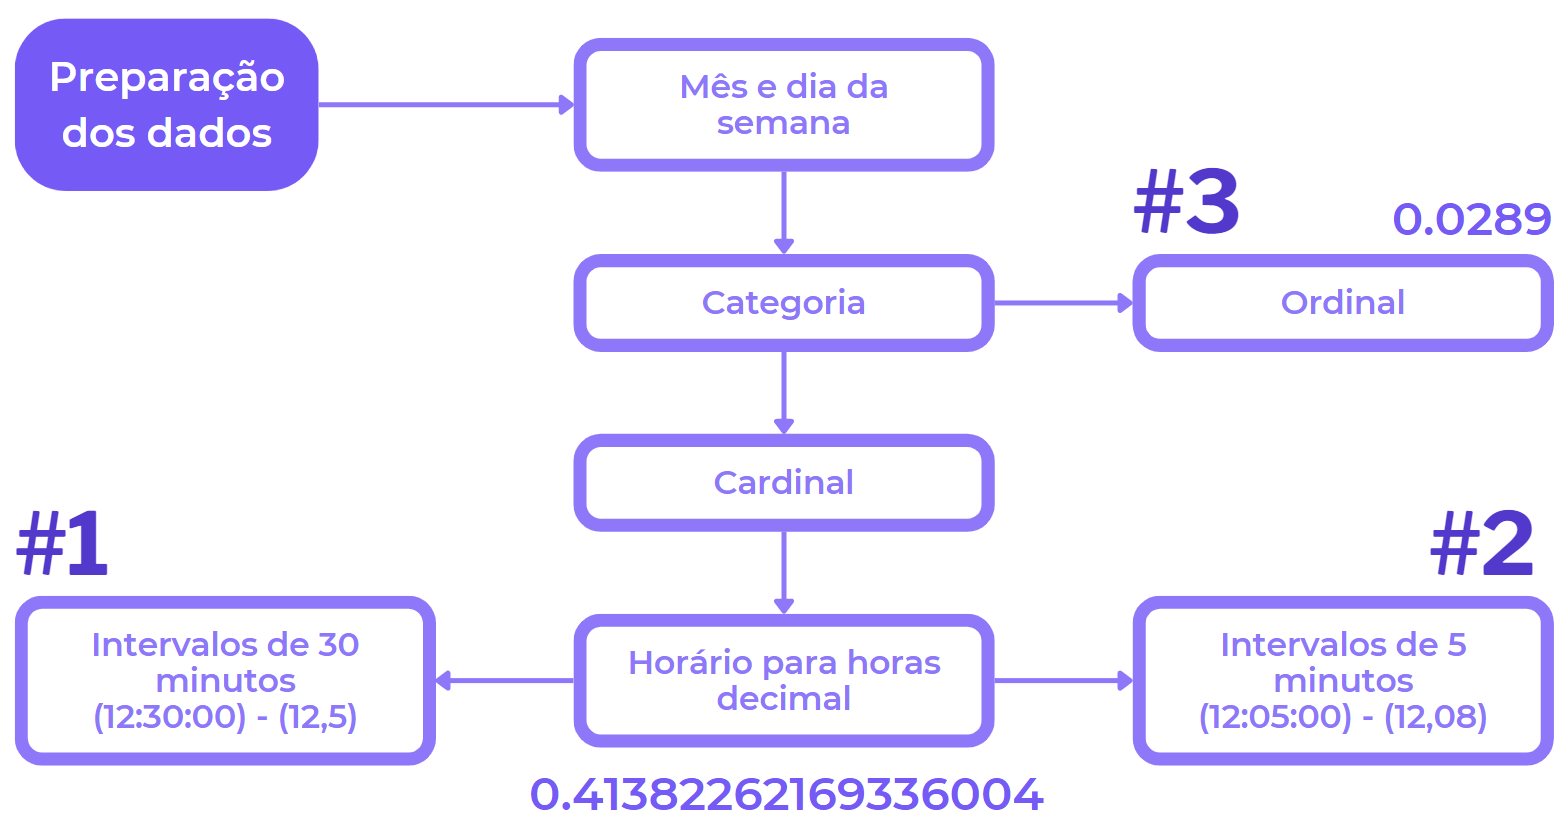 Preparação
dos dados
Mês e dia da
semana
#3
0.0289
Categoria
Ordinal
Cardinal
#1
#2
Intervalos de 30
minutos
(12:30:00) - (12,5)
Horário para horas
decimal
Intervalos de 5
minutos
(12:05:00) - (12,08)
0.41382262169336004